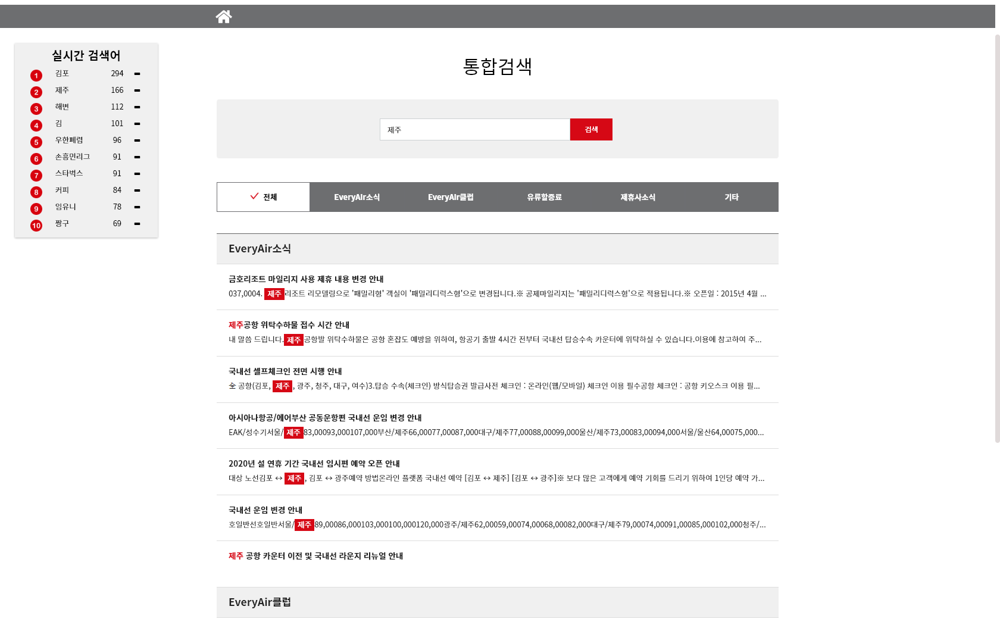 실시간 검색어
1 김포 294 -
2 제주 166 -
3 해변 112 -
4 김 101 -
5 우한폐렴 96 -
6 손흥민리그 91 -
7 스타벅스 91 -
8 커피 84 -
9 임유니 78 -
10 짱구 69 -
통합검색
제주 검색
전체 EveryAIr소식 EveryAIr클럽 유류할증료 제휴사소식 기타
EveryAir소식
금호리조트 마일리지 사용 제휴 내용 변경 안내
037,0004. 제주리조트 리모델링으로 '패밀리형' 객실이 '패밀리디럭스형'으로 변경됩니다.※ 공제마일리지는 '패밀리디럭스형'으로 적용됩니다.※ 오픈일 : 2015년 4월 ...
제주공항 위탁수하물 접수 시간 안내
내 말씀 드립니다.제주공항발 위탁수하물은 공항 혼잡도 예방을 위하여, 항공기 출발 4시간 전부터 국내선 탑승수속 카운터에 위탁하실 수 있습니다.이용에 참고하여 주...
국내선 셀프체크인 전면 시행 안내
全 공항(김포, 제주, 광주, 청주, 대구, 여수)3.탑승 수속(체크인) 방식탑승권 발급사전 체크인 : 온라인(웹/모바일) 체크인 이용 필수공항 체크인 : 공항 키오스크 이용 필...
아시아나항공/에어부산 공동운항편 국내선 운임 변경 안내
EAK/성수기서울/제주83,00093,000107,000부산/제주66,00077,00087,000대구/제주77,00088,00099,000울산/제주73,00083,00094,000서울/울산64,00075,000...
2020년 설 연휴 기간 국내선 임시편 예약 오픈 안내
대상 노선김포 ↔ 제주, 김포 ↔ 광주예약 방법온라인 플랫폼 국내선 예약 [김포 ↔ 제주] [김포 ↔ 광주]※ 보다 많은 고객에게 예약 기회를 드리기 위하여 1인당 예약 가...
국내선 운임 변경 안내
호일반선호일반서울/제주89,00086,000103,000100,000120,000광주/제주62,00059,00074,00068,00082,000대구/제주79,00074,00091,00085,000102,000청주/...
제주 공항 카운터 이전 및 국내선 라운지 리뉴얼 안내
EveryAir클럽